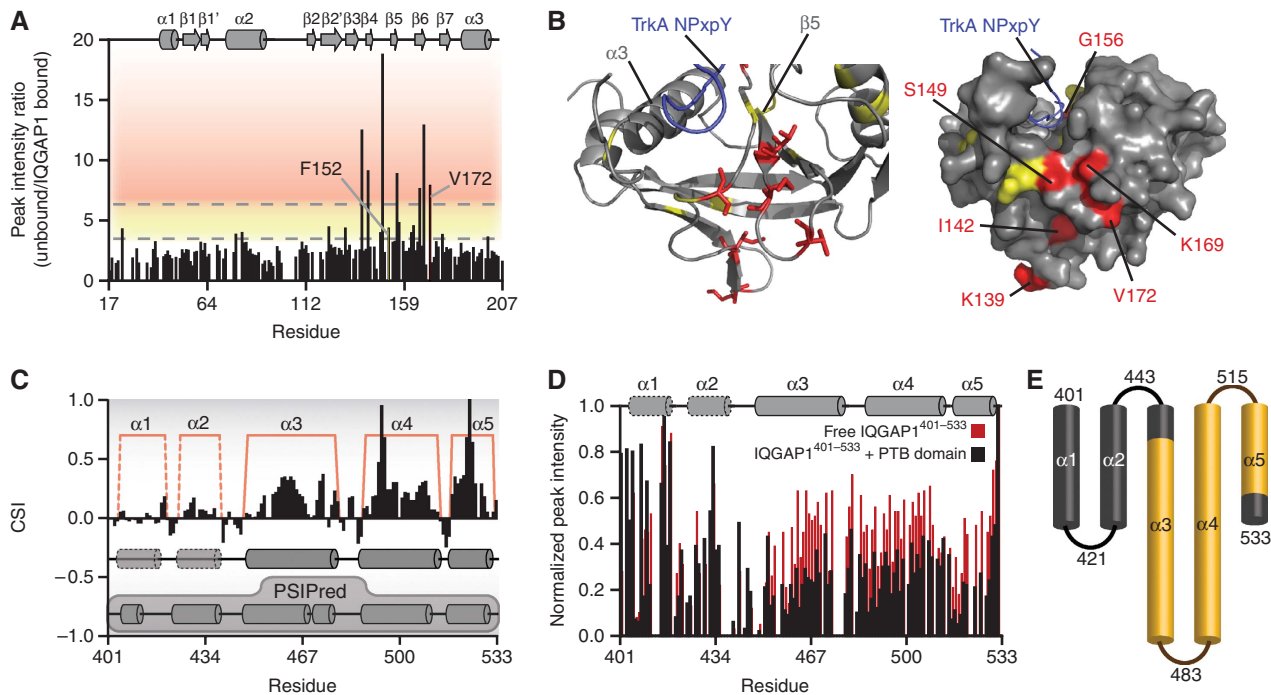 A
α1 β1 β1' α2 β2 β2' β3 β4 β5 β6 β7 α3
Peak intensity ratio
(unbound/IQGAP1 bound)
20
15
10
5
0
F152
V172
17 64 112 159 207
Residue
B
TrkA NPxpY
β5
α3
TrkA NPxpY
G156
S149
I142
K139
K169
V172
C
CSI
1.0
0.5
0.0
−0.5
−1.0
α1 α2 α3 α4 α5
PSIPred
401 434 467 500 533
Residue
D
α1 α2 α3 α4 α5
Normalized peak intensity
1.0
0.8
0.6
0.4
0.2
0.0
Free IQGAP1401–533
IQGAP1401–533 + PTB domain
401 434 467 500 533
Residue
E
401 443 515
α1 α2 α3 α4 α5
421 483 533